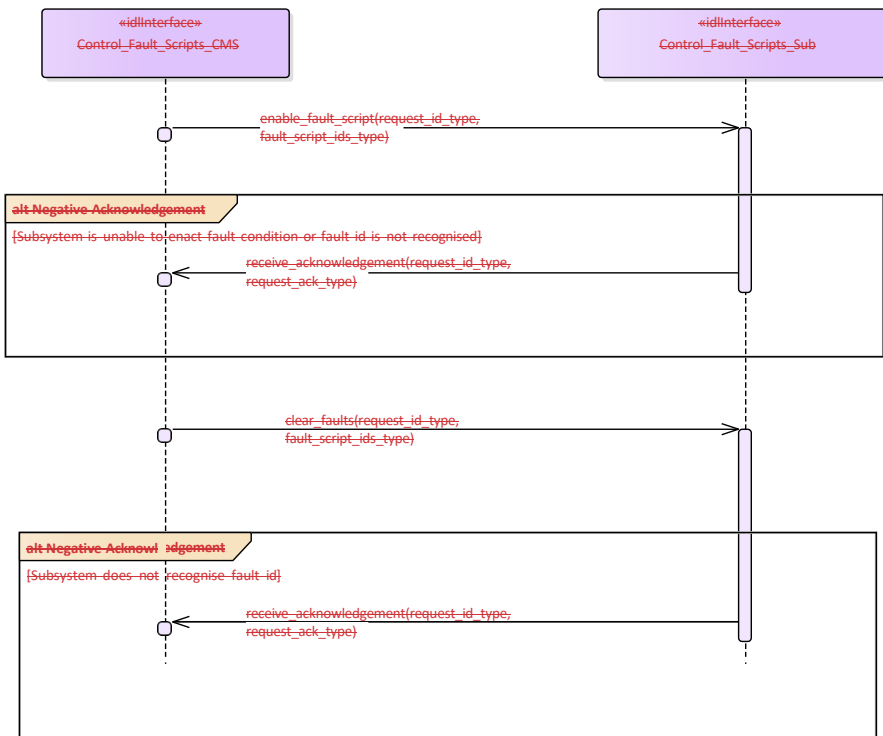 «idlInterface»
Control_Fault_Scripts_CMS
«idlInterface»
Control_Fault_Scripts_Sub
enable_fault_script(request_id_type,
fault_script_ids_type)
alt Negative Acknowledgement
[Subsystem is unable to enact fault condition or fault id is not recognised]
receive_acknowledgement(request_id_type,
request_ack_type)
clear_faults(request_id_type,
fault_script_ids_type)
alt Negative Acknowledgement
[Subsystem does not recognise fault id]
receive_acknowledgement(request_id_type,
request_ack_type)